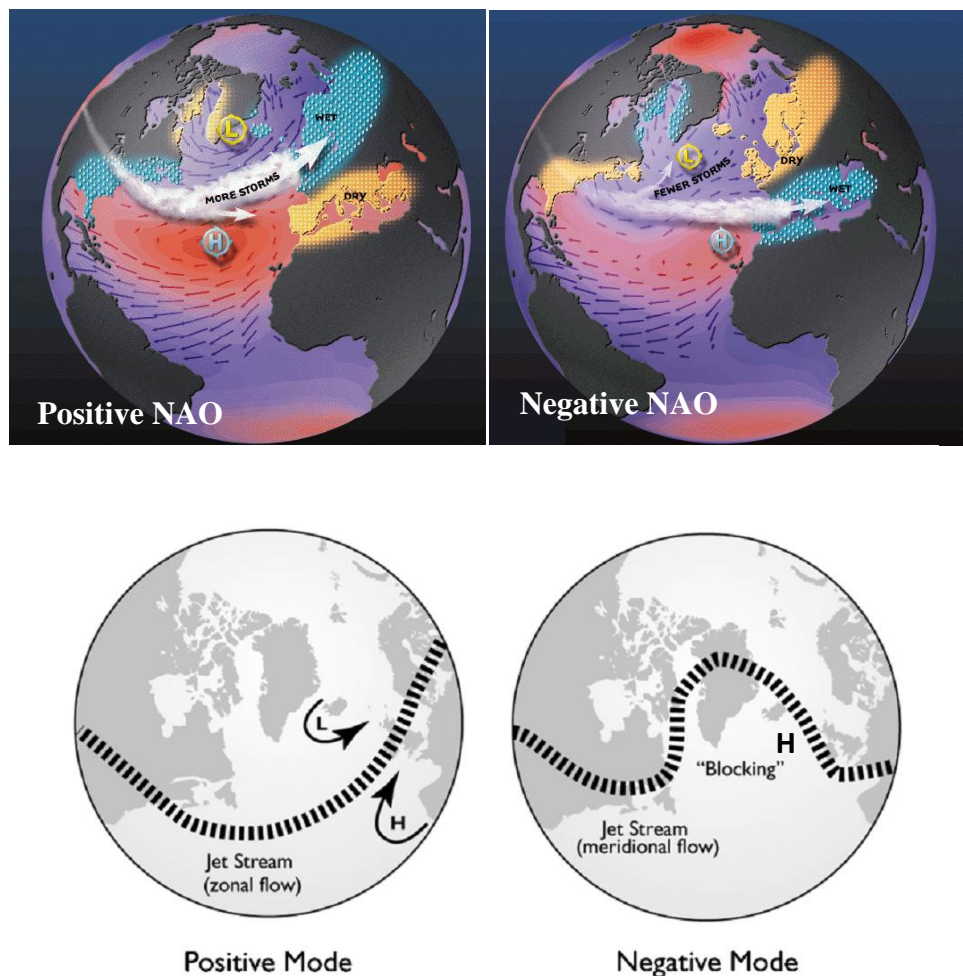 L
WET
MORE STORMS
DRY
H
Positive NAO
L
DRY
FEWER STORMS
WET
H
Negative NAO
L
H
Jet Stream
(zonal flow)
Positive Mode
H
"Blocking"
Jet Stream
(meridional flow)
Negative Mode